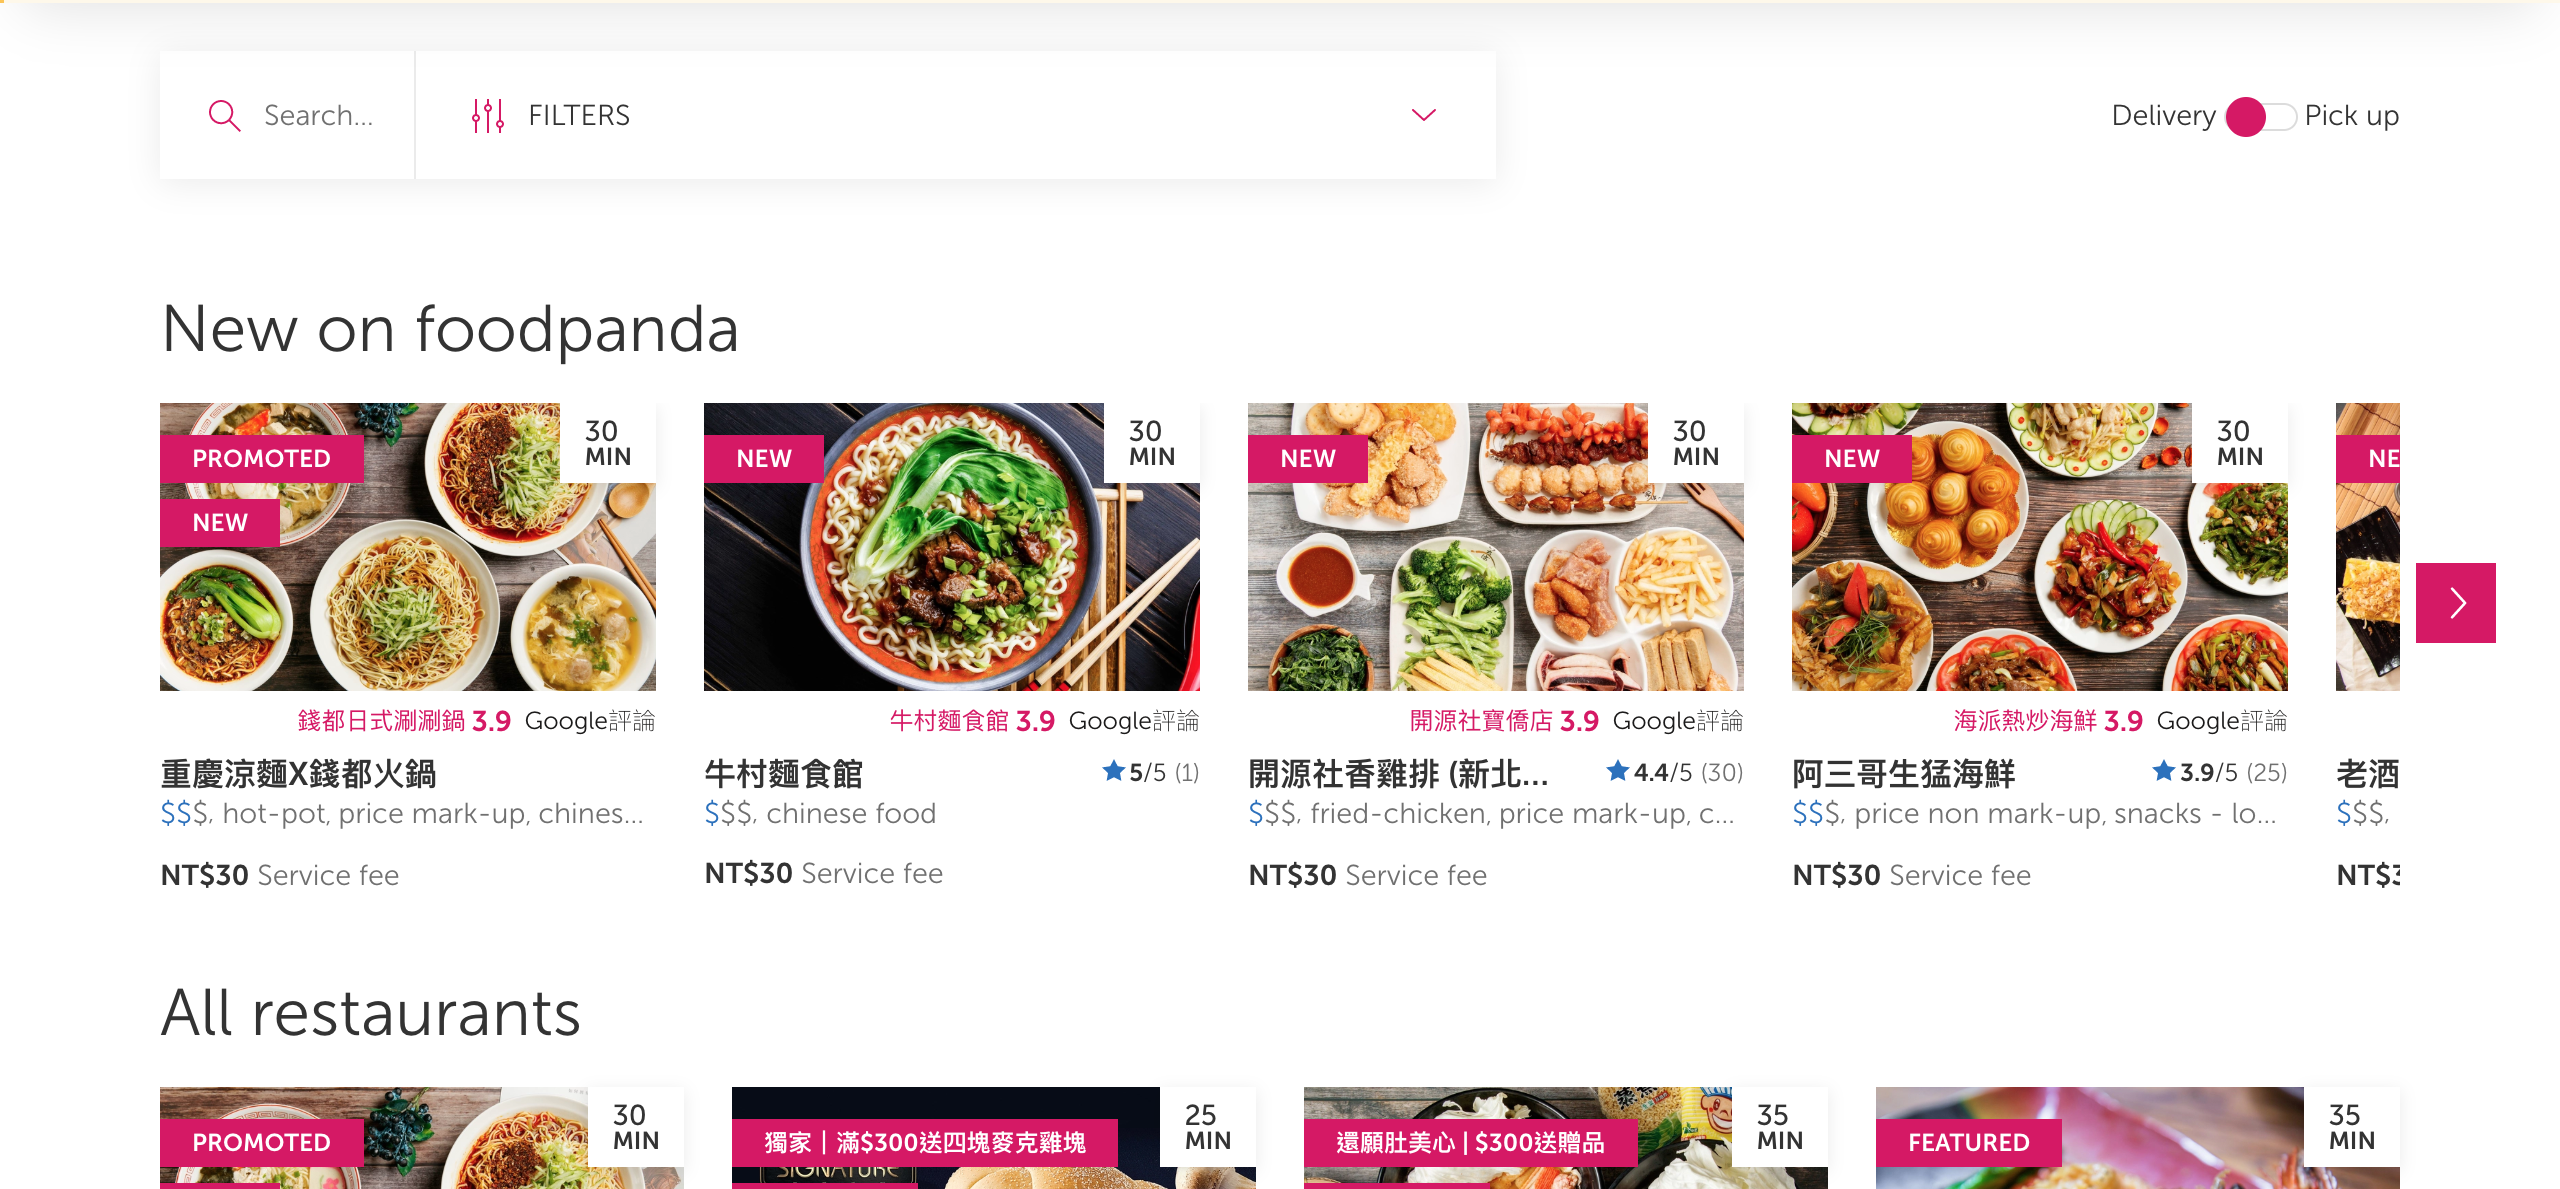 Search...
FILTERS
Delivery
Pick up
New on foodpanda
PROMOTED
NEW
30
MIN
錢都日式涮涮鍋 3.9 Google評論
重慶涼麵X錢都火鍋
$$$, hot-pot, price mark-up, chines...
NT$30 Service fee
NEW
30
MIN
牛村麵食館 3.9 Google評論
牛村麵食館
5/5 (1)
$$$, chinese food
NT$30 Service fee
NEW
30
MIN
開源社寶僑店 3.9 Google評論
開源社香雞排 (新北...
4.4/5 (30)
$$$, fried-chicken, price mark-up, c...
NT$30 Service fee
NEW
30
MIN
海派熱炒海鮮 3.9 Google評論
阿三哥生猛海鮮
3.9/5 (25)
$$$, price non mark-up, snacks - lo...
NT$30 Service fee
NE
老酒
$$$,
NT$3
All restaurants
PROMOTED
30
MIN
獨家｜滿$300送四塊麥克雞塊
SIGNATURE
25
MIN
還願肚美心 | $300送贈品
35
MIN
FEATURED
35
MIN